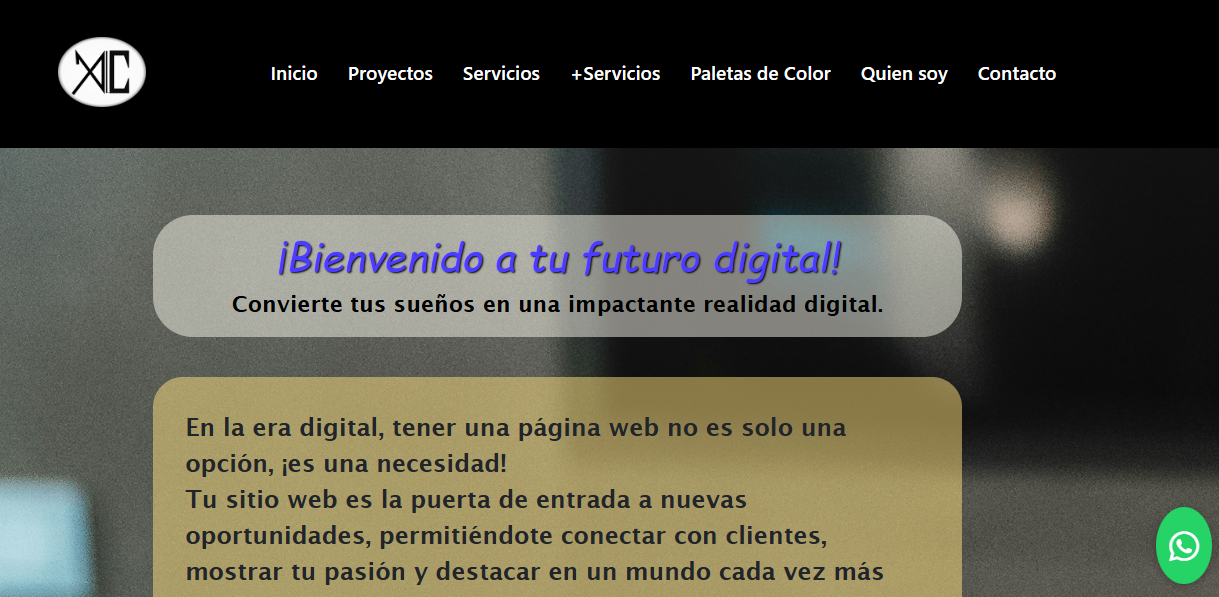 Inicio Proyectos Servicios +Servicios Paletas de Color Quien soy Contacto
¡Bienvenido a tu futuro digital!
Convierte tus sueños en una impactante realidad digital.
En la era digital, tener una página web no es solo una
opción, ¡es una necesidad!
Tu sitio web es la puerta de entrada a nuevas
oportunidades, permitiéndote conectar con clientes,
mostrar tu pasión y destacar en un mundo cada vez más